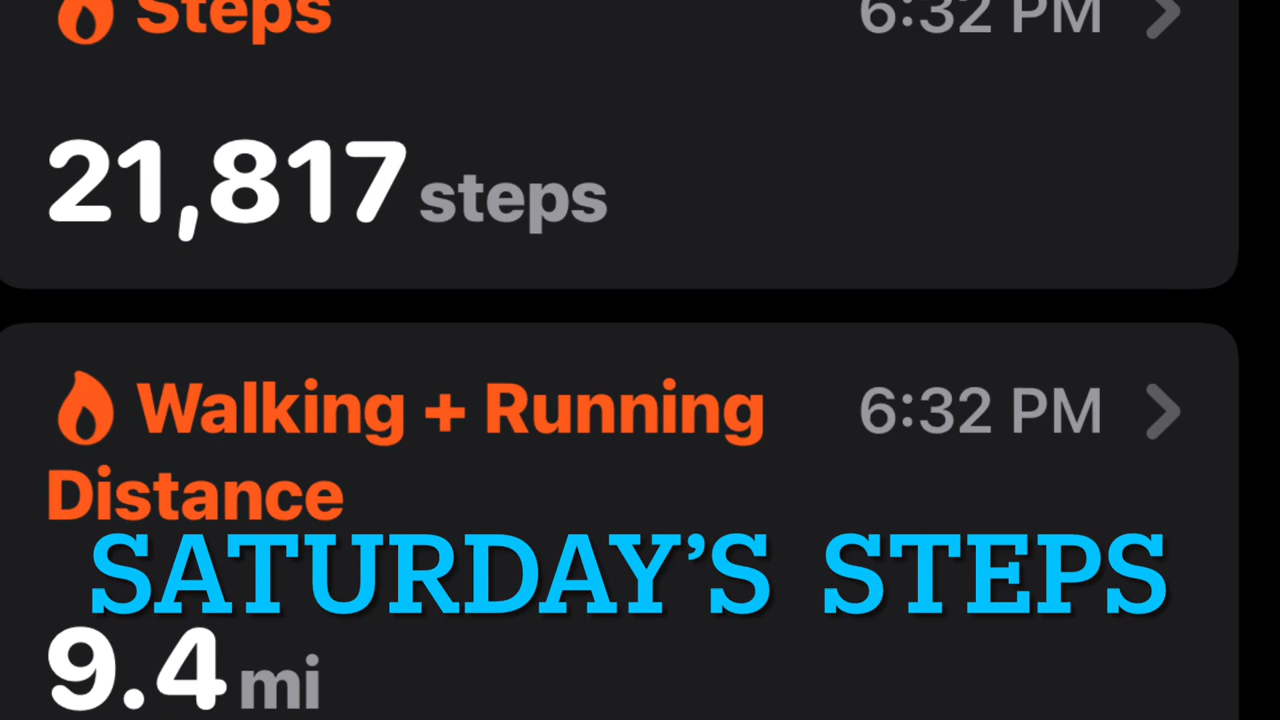 Steps 6:32 PM
21,817 steps
Walking + Running 6:32 PM
Distance
SATURDAY'S STEPS
9.4 mi